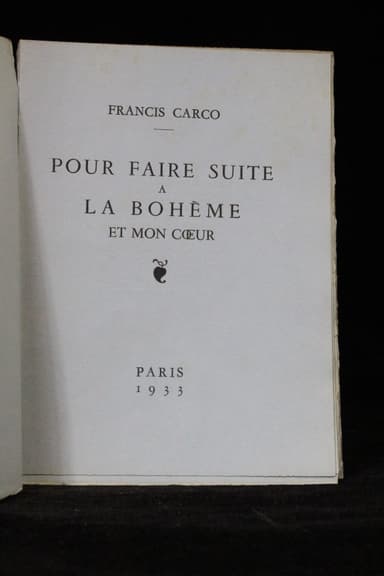 FRANCIS CARCO
POUR FAIRE SUITE
A
LA BOHÈME
ET MON CŒUR
PARIS
1933